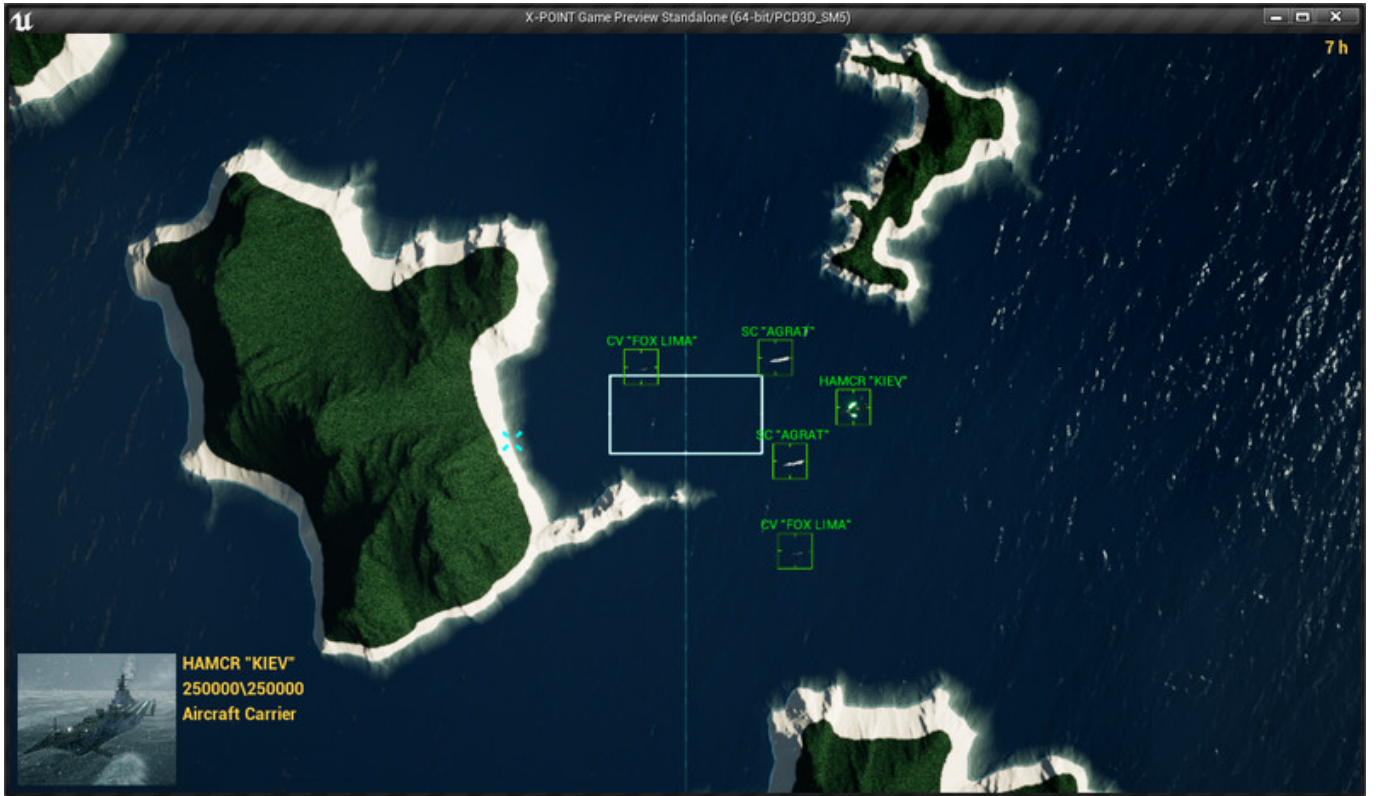 X-POINT Game Preview Standalone (64-bit/PCD3D_SM5)
7 h
SC "AGRAT"
CV "FOX LIMA"
HAMCR "KIEV"
SC "AGRAT"
CV "FOX LIMA"
HAMCR "KIEV"
250000\250000
Aircraft Carrier